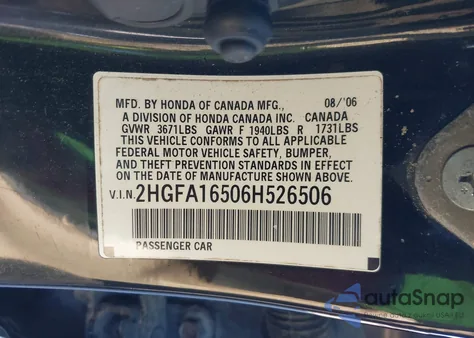 MFD. BY HONDA OF CANADA MFG., 08/'06
A DIVISION OF HONDA CANADA INC. CANADA
GVWR 3671LBS GAWR F 1940LBS R 1731LBS
THIS VEHICLE CONFORMS TO ALL APPLICABLE
FEDERAL MOTOR VEHICLE SAFETY, BUMPER,
AND THEFT PREVENTION STANDARDS IN EFFECT
ON THE DATE OF MANUFACTURE SHOWN ABOVE.
V.I.N. 2HGFA16506H526506
PASSENGER CAR
autoSnap